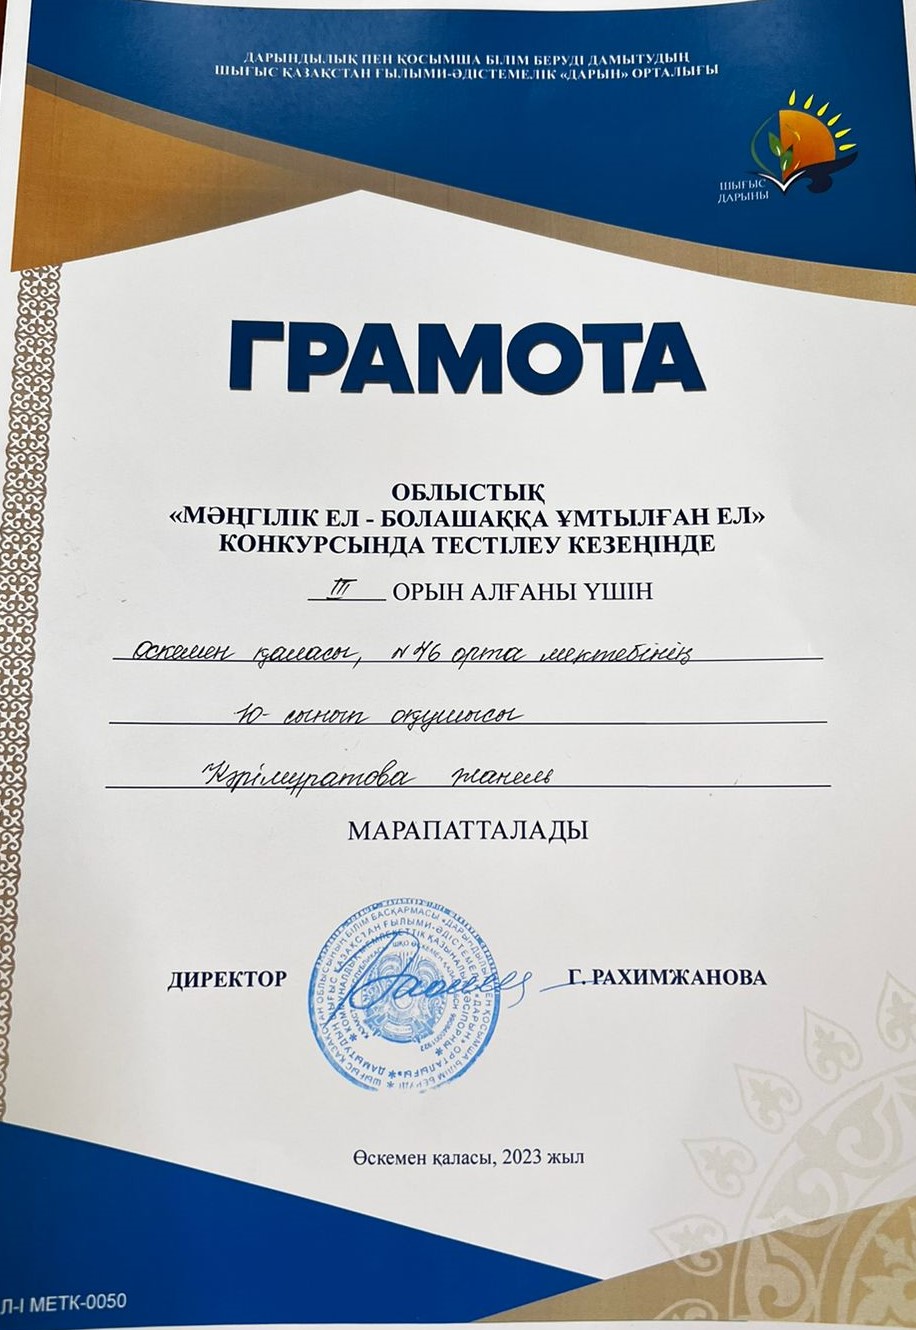 ДАРЫНДЫЛЫҚ ПЕН ҚОСЫМША БІЛІМ БЕРУДІ ДАМЫТУДЫҢ
ШЫҒЫС ҚАЗАҚСТАН ҒЫЛЫМИ-ӘДІСТЕМЕЛІК «ДАРЫН» ОРТАЛЫҒЫ
ШЫҒЫС
ДАРЫНЫ
ГРАМОТА
ОБЛЫСТЫҚ
«МӘҢГІЛІК ЕЛ - БОЛАШАҚҚА ҰМТЫЛҒАН ЕЛ»
КОНКУРСЫНДА ТЕСТІЛЕУ КЕЗЕҢІНДЕ
III ОРЫН АЛҒАНЫ ҮШІН
Өскемен қаласы, №46 орта мектебінің
10- сынып оқушысы
Кәрімұратова Жанель
МАРАПАТТАЛАДЫ
ДИРЕКТОР Г. РАХИМЖАНОВА
Өскемен қаласы, 2023 жыл
Л-І МЕТК-0050